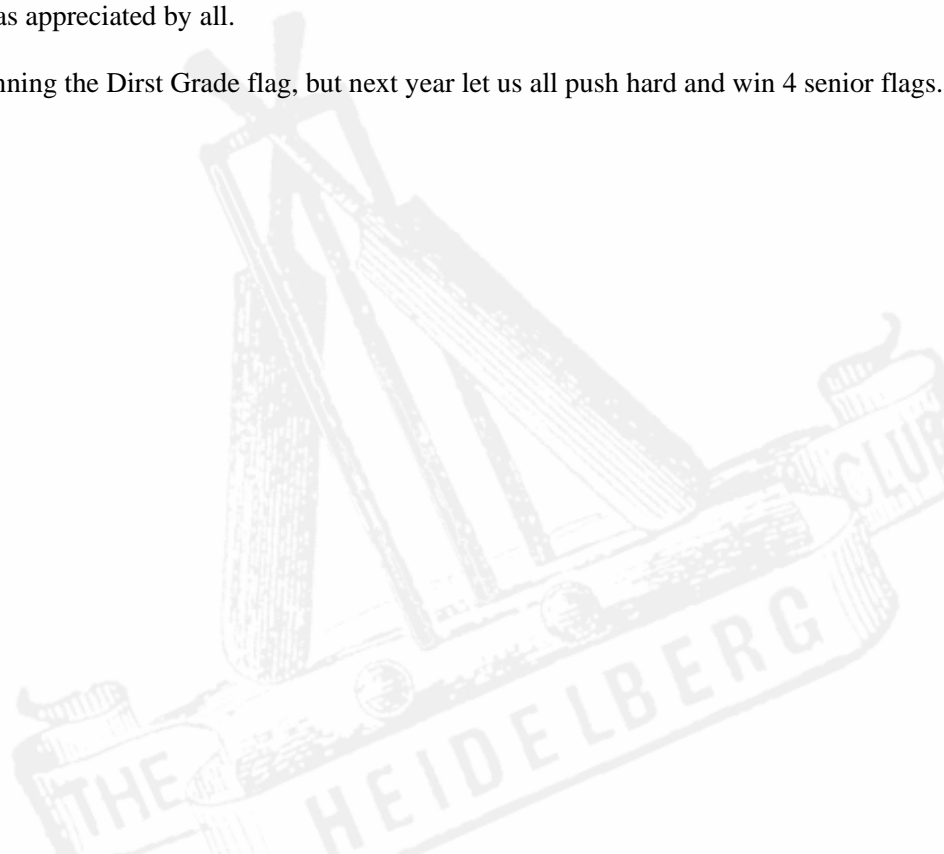 as appreciated by all.
nning the Dirst Grade flag, but next year let us all push hard and win 4 senior flags.
THE
HEIDELBERG
CLUB